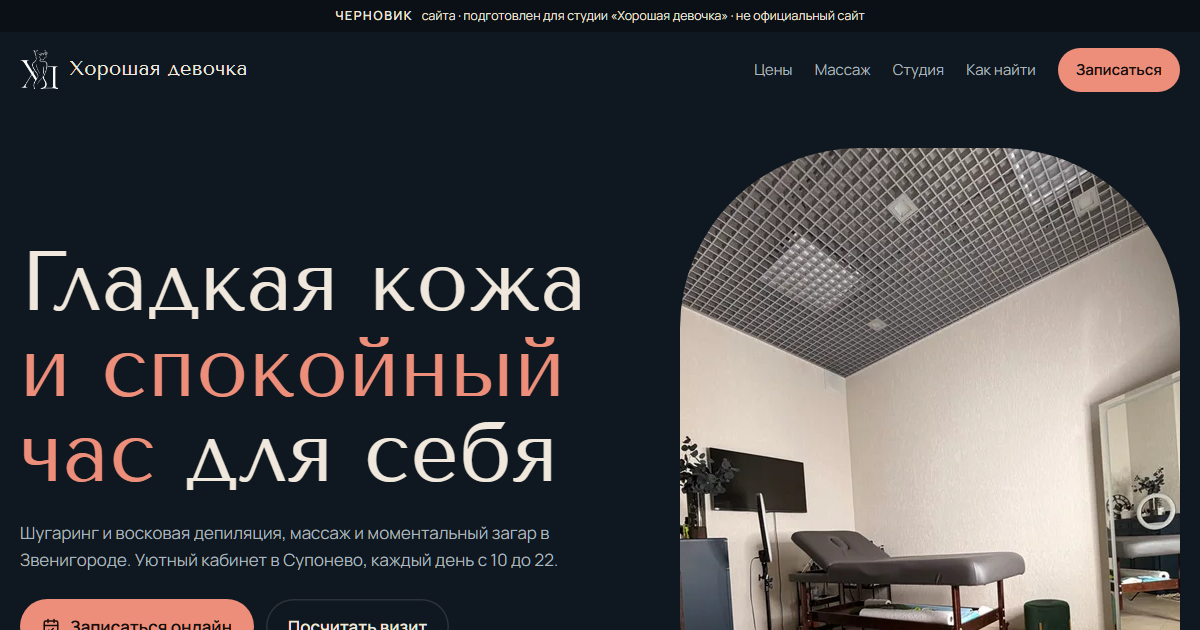 ЧЕРНОВИК сайта · подготовлен для студии «Хорошая девочка» · не официальный сайт
ХД Хорошая девочка
Цены Массаж Студия Как найти Записаться
Гладкая кожа
и спокойный
час для себя
Шугаринг и восковая депиляция, массаж и моментальный загар в
Звенигороде. Уютный кабинет в Супонево, каждый день с 10 до 22.
Записаться онлайн Посчитать визит